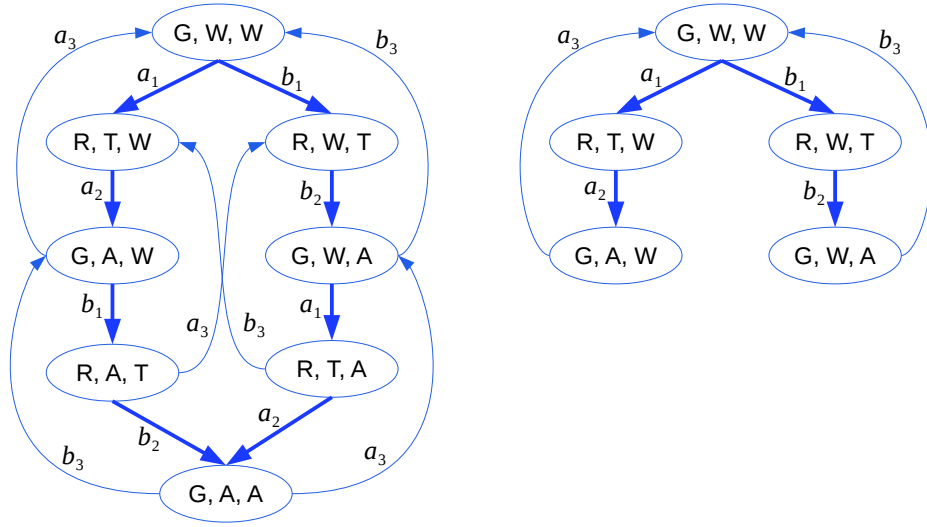 G, W, W
a₃
b₃
a₁
b₁
R, T, W
R, W, T
a₂
b₂
G, A, W
G, W, A
b₁
a₁
a₃
b₃
R, A, T
R, T, A
b₂
a₂
b₃
a₃
G, A, A
G, W, W
a₃
b₃
a₁
b₁
R, T, W
R, W, T
a₂
b₂
G, A, W
G, W, A